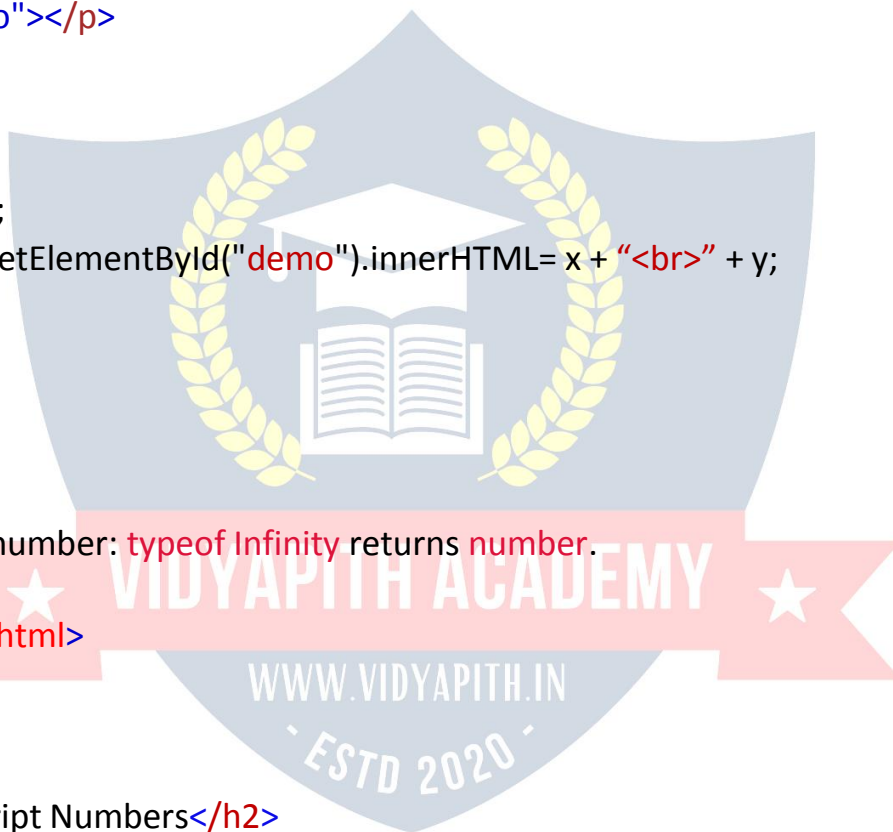 o"></p>
;
etElementById("demo").innerHTML= x + “<br>” + y;
number: typeof Infinity returns number.
VIDYAPITH ACADEMY
html>
WWW.VIDYAPITH.IN
- ESTD 2020 -
ript Numbers</h2>